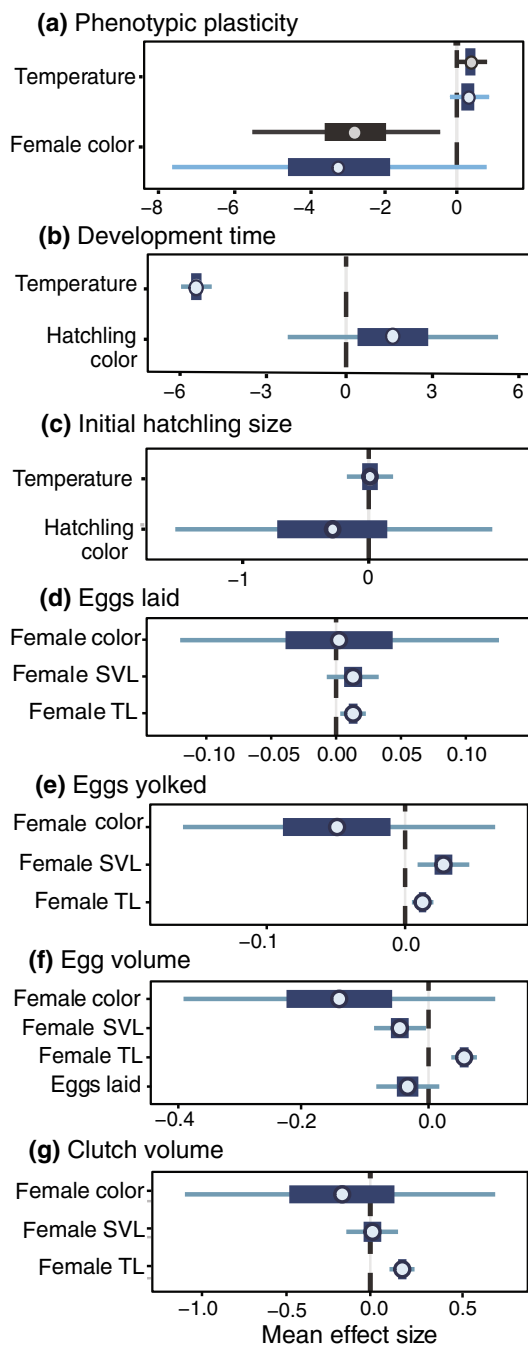 (a) Phenotypic plasticity
Temperature
Female color
−8 −6 −4 −2 0
(b) Development time
Temperature
Hatchling
color
−6 −3 0 3 6
(c) Initial hatchling size
Temperature
Hatchling
color
−1 0
(d) Eggs laid
Female color
Female SVL
Female TL
−0.10 −0.05 0.00 0.05 0.10
(e) Eggs yolked
Female color
Female SVL
Female TL
−0.1 0.0
(f) Egg volume
Female color
Female SVL
Female TL
Eggs laid
−0.4 −0.2 0.0
(g) Clutch volume
Female color
Female SVL
Female TL
−1.0 −0.5 0.0 0.5
Mean effect size